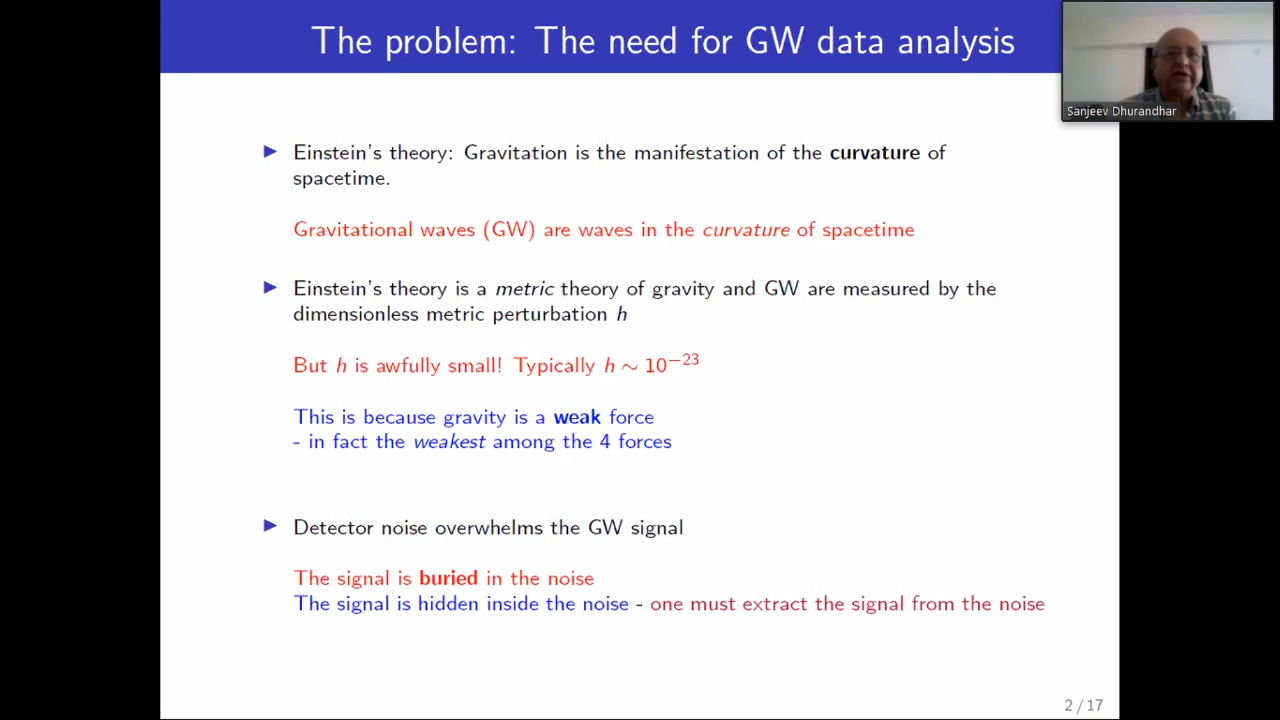 The problem: The need for GW data analysis
Sanjeev Dhurandhar
▶ Einstein's theory: Gravitation is the manifestation of the curvature of
spacetime.
Gravitational waves (GW) are waves in the curvature of spacetime
▶ Einstein's theory is a metric theory of gravity and GW are measured by the
dimensionless metric perturbation h
But h is awfully small! Typically h ∼ 10⁻²³
This is because gravity is a weak force
- in fact the weakest among the 4 forces
▶ Detector noise overwhelms the GW signal
The signal is buried in the noise
The signal is hidden inside the noise - one must extract the signal from the noise
2 / 17